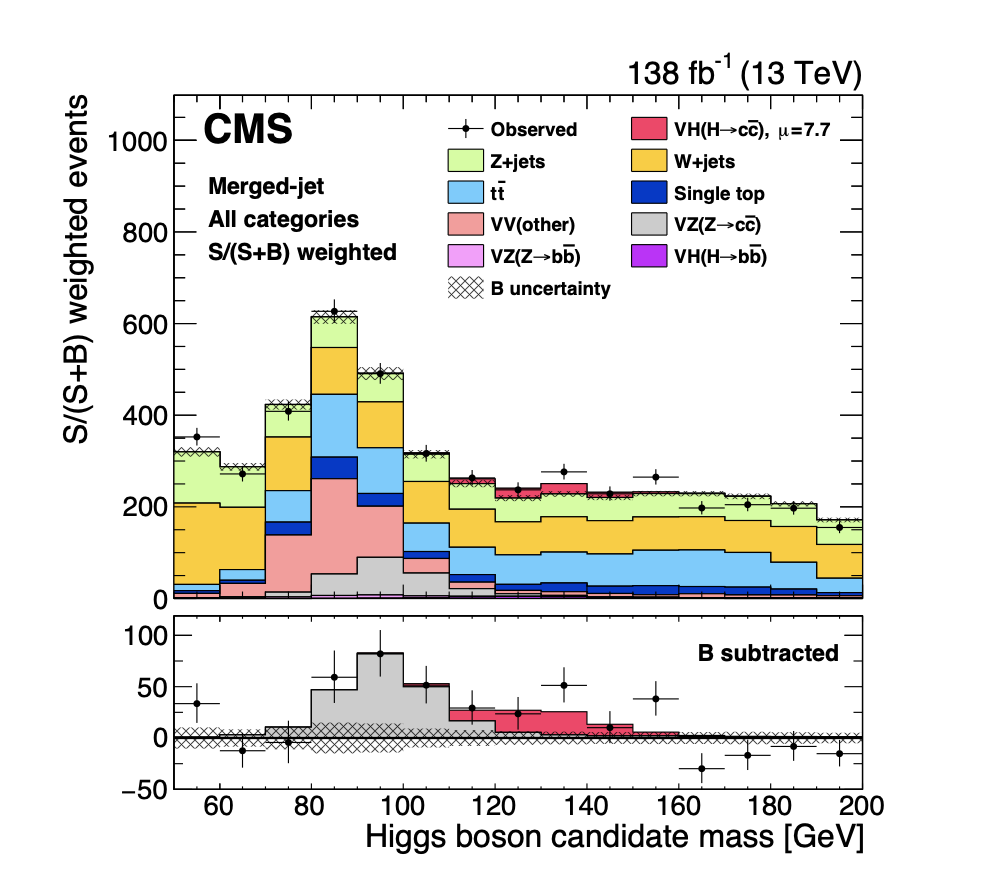 138 fb⁻¹ (13 TeV)
S/(S+B) weighted events
CMS
Merged-jet
All categories
S/(S+B) weighted
Observed
VH(H→cc̅), μ=7.7
Z+jets
W+jets
tt̅
Single top
VV(other)
VZ(Z→cc̅)
VZ(Z→bb̅)
VH(H→bb̅)
B uncertainty
1000
800
600
400
200
0
B subtracted
100
50
0
−50
60 80 100 120 140 160 180 200
Higgs boson candidate mass [GeV]